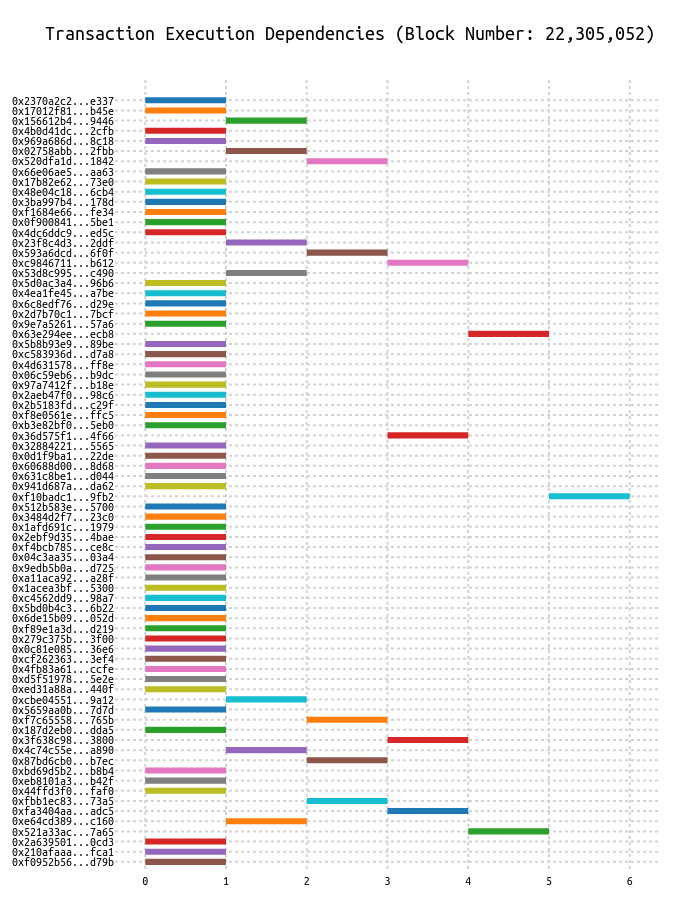 Transaction Execution Dependencies (Block Number: 22,305,052)
0x2370a2c2...e337
0x17012f81...b45e
0x156612b4...9446
0x4b0d41dc...2cfb
0x969a686d...8c18
0x02758abb...2fbb
0x520dfa1d...1842
0x66e06ae5...aa63
0x17b82e62...73e0
0x48e04c18...6cb4
0x3ba997b4...178d
0xf1684e66...fe34
0x0f900841...5be1
0x4dc6ddc9...ed5c
0x23f8c4d3...2ddf
0x593a6dcd...6f0f
0xc9846711...b612
0x53d8c995...c490
0x5d0ac3a4...96b6
0x4ea1fe45...a7be
0x6c8edf76...d29e
0x2d7b70c1...7bcf
0x9e7a5261...57a6
0x63e294ee...ecb8
0x5b8b93e9...89be
0xc583936d...d7a8
0x4d631578...ff8e
0x06c59eb6...b9dc
0x97a7412f...b18e
0x2aeb47f0...98c6
0x2b5183fd...c29f
0xf8e0561e...ffc5
0xb3e82bf0...5eb0
0x36d575f1...4f66
0x32884221...5565
0x0d1f9ba1...22de
0x60688d00...8d68
0x631c8be1...d044
0x941d687a...da62
0xf10badc1...9fb2
0x512b583e...5700
0x3484d2f7...23c0
0x1afd691c...1979
0x2ebf9d35...4bae
0xf4bcb785...ce8c
0x04c3aa35...03a4
0x9edb5b0a...d725
0xa11aca92...a28f
0x1acea3bf...5300
0xc4562dd9...98a7
0x5bd0b4c3...6b22
0x6de15b09...052d
0xf89e1a3d...d219
0x279c375b...3f00
0x0c81e085...36e6
0xcf262363...3ef4
0x4fb83a61...ccfe
0xd5f51978...5e2e
0xed31a88a...440f
0xcbe04551...9a12
0x5659aa0b...7d7d
0xf7c65558...765b
0x187d2eb0...dda5
0x3f638c98...3800
0x4c74c55e...a890
0x87bd6cb0...b7ec
0xbd69d5b2...b8b4
0xeb8101a3...b42f
0x44ffd3f0...faf0
0xfbb1ec83...73a5
0xfa3404aa...adc5
0xe64cd389...c160
0x521a33ac...7a65
0x2a639501...0cd3
0x210afaaa...fca1
0xf0952b56...d79b
0 1 2 3 4 5 6